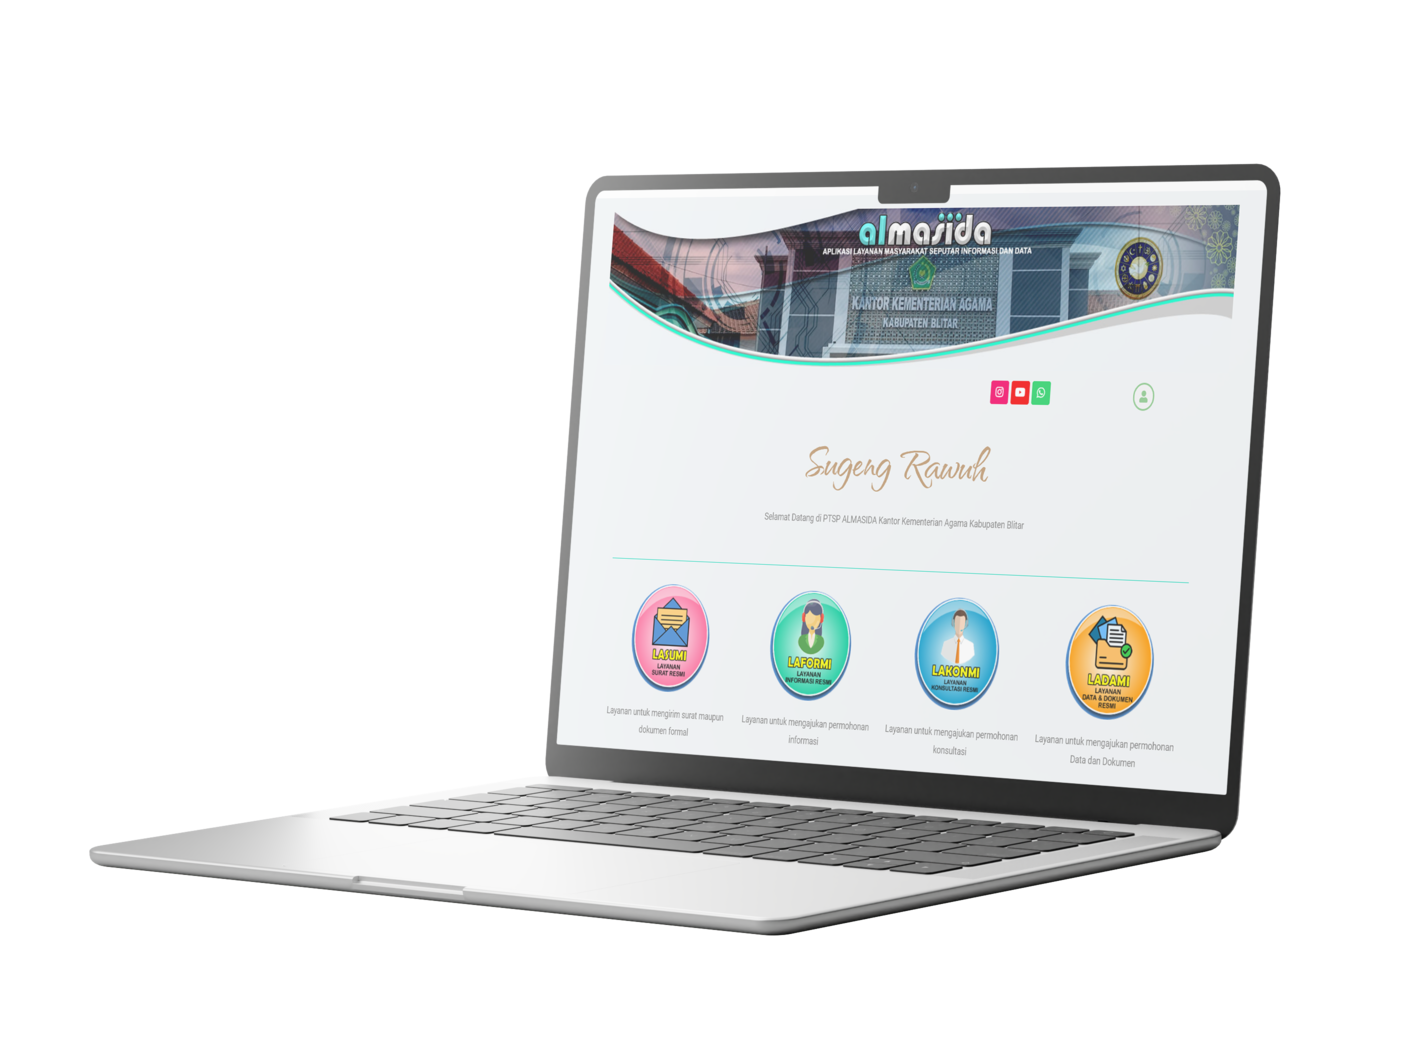 almasida
APLIKASI LAYANAN MASYARAKAT SEPUTAR INFORMASI DAN DATA
KANTOR KEMENTERIAN AGAMA
KABUPATEN BLITAR
Sugeng Rawuh
Selamat Datang di PTSP ALMASIDA Kantor Kementerian Agama Kabupaten Blitar
LASUMI
LAYANAN
SURAT RESMI
Layanan untuk mengirim surat maupun
dokumen formal
LAFORMI
LAYANAN
INFORMASI RESMI
Layanan untuk mengajukan permohonan
informasi
LAKONMI
LAYANAN
KONSULTASI RESMI
Layanan untuk mengajukan permohonan
konsultasi
LADAMI
LAYANAN
DATA & DOKUMEN
RESMI
Layanan untuk mengajukan permohonan
Data dan Dokumen